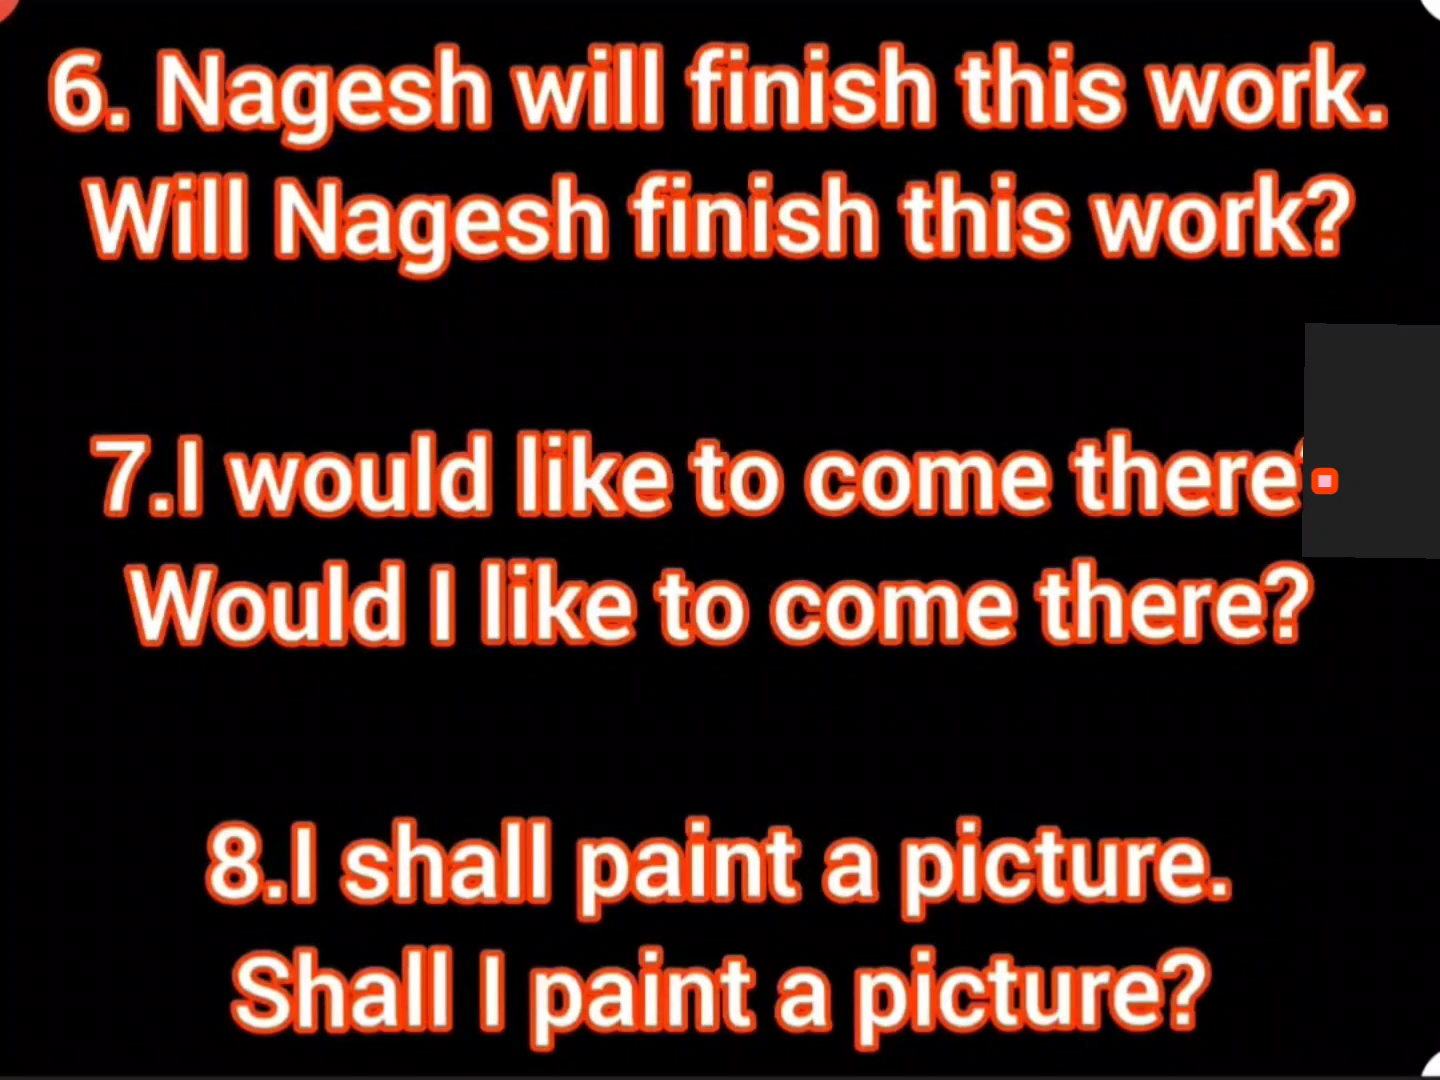 6. Nagesh will finish this work.
Will Nagesh finish this work?
7.I would like to come there.
Would I like to come there?
8.I shall paint a picture.
Shall I paint a picture?